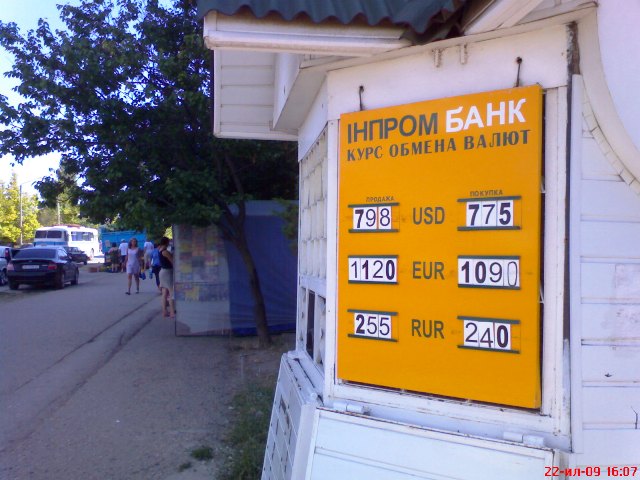 ІНПРОМ БАНК
КУРС ОБМЕНА ВАЛЮТ
ПРОДАЖА ПОКУПКА
798 USD 775
1120 EUR 1090
255 RUR 240
22-ил-09 16:07